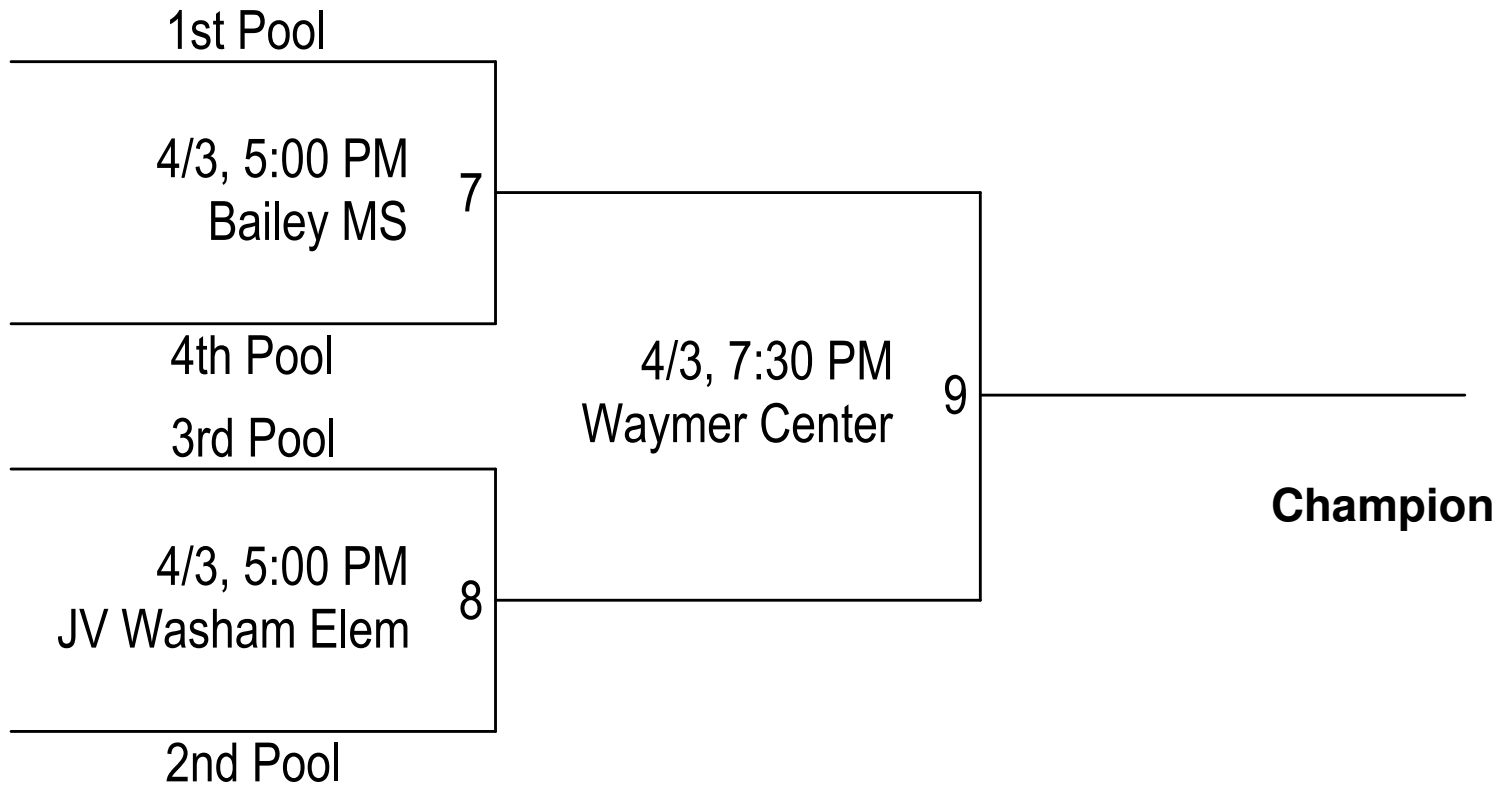 1st Pool
4/3, 5:00 PM
Bailey MS
7
4th Pool
4/3, 7:30 PM
Waymer Center
9
3rd Pool
Champion
4/3, 5:00 PM
JV Washam Elem
8
2nd Pool